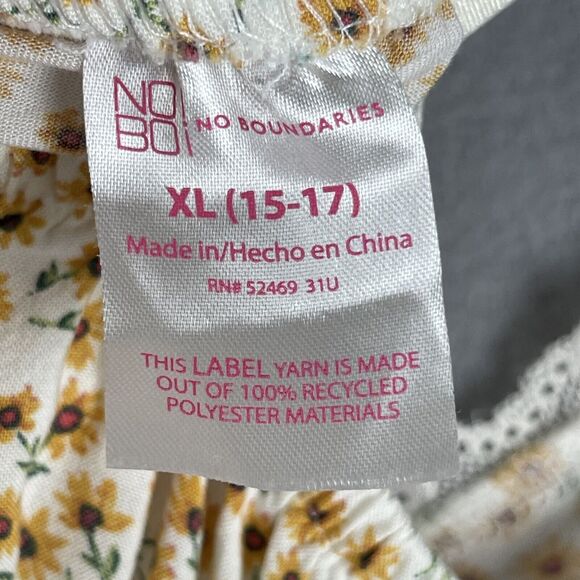 NO
BO
NO BOUNDARIES
XL (15-17)
Made in/Hecho en China
RN# 52469 31U
THIS LABEL YARN IS MADE
OUT OF 100% RECYCLED
POLYESTER MATERIALS